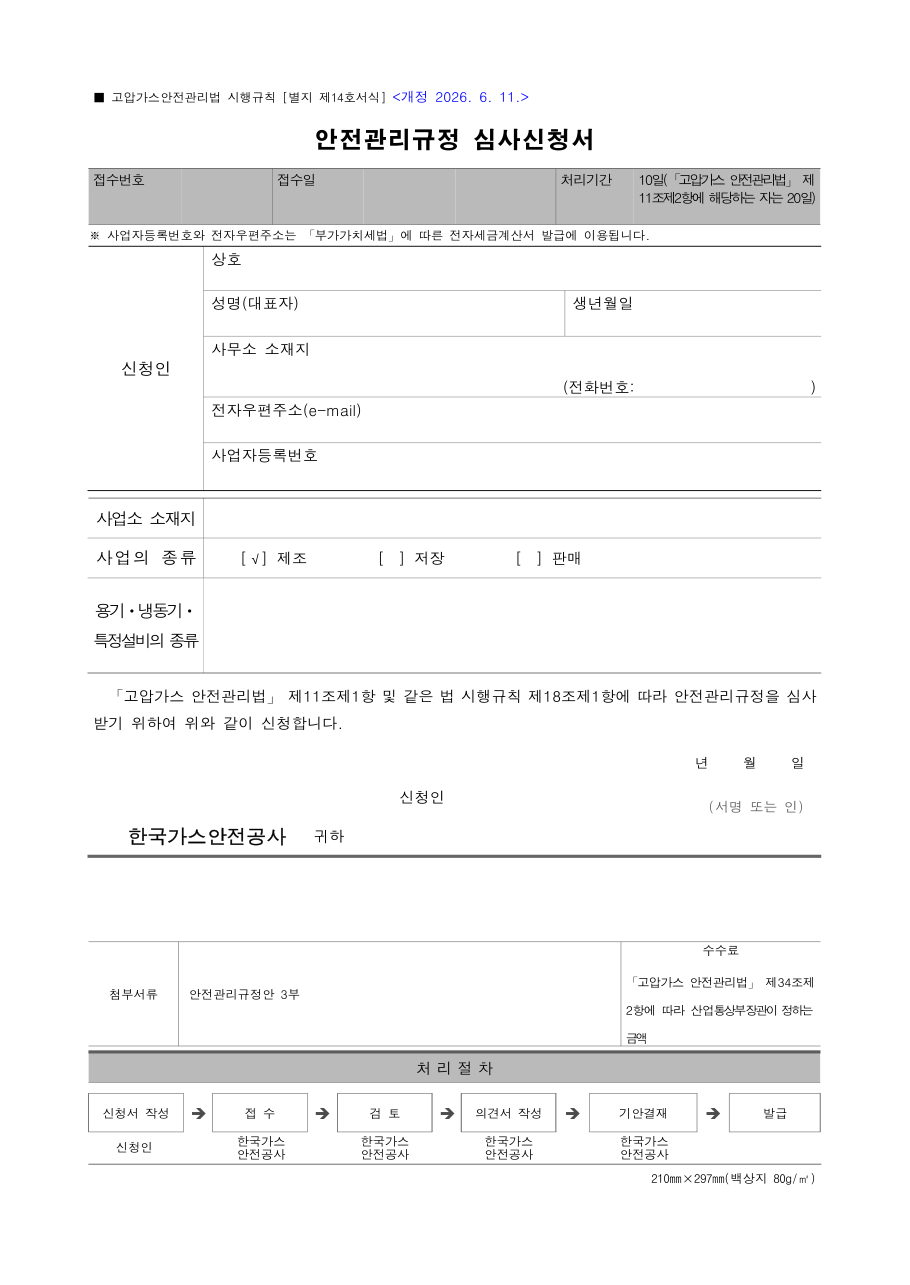 ■ 고압가스안전관리법 시행규칙 [별지 제14호서식] <개정 2026. 6. 11.>
안전관리규정 심사신청서
접수번호 접수일 처리기간 10일(「고압가스 안전관리법」 제
11조제2항에 해당하는 자는 20일)
※ 사업자등록번호와 전자우편주소는 「부가가치세법」에 따른 전자세금계산서 발급에 이용됩니다.
신청인
상호
성명(대표자) 생년월일
사무소 소재지
(전화번호: )
전자우편주소(e-mail)
사업자등록번호
사업소 소재지
사업의 종류 [ √ ] 제조 [ ] 저장 [ ] 판매
용기·냉동기·
특정설비의 종류
「고압가스 안전관리법」 제11조제1항 및 같은 법 시행규칙 제18조제1항에 따라 안전관리규정을 심사
받기 위하여 위와 같이 신청합니다.
년 월 일
신청인 (서명 또는 인)
한국가스안전공사 귀하
첨부서류 안전관리규정안 3부
수수료
「고압가스 안전관리법」 제34조제
2항에 따라 산업통상부장관이 정하는
금액
처 리 절 차
신청서 작성 ➔ 접 수 ➔ 검 토 ➔ 의견서 작성 ➔ 기안결재 ➔ 발급
신청인 한국가스 한국가스 한국가스 한국가스
안전공사 안전공사 안전공사 안전공사
210㎜×297㎜(백상지 80g/㎡)